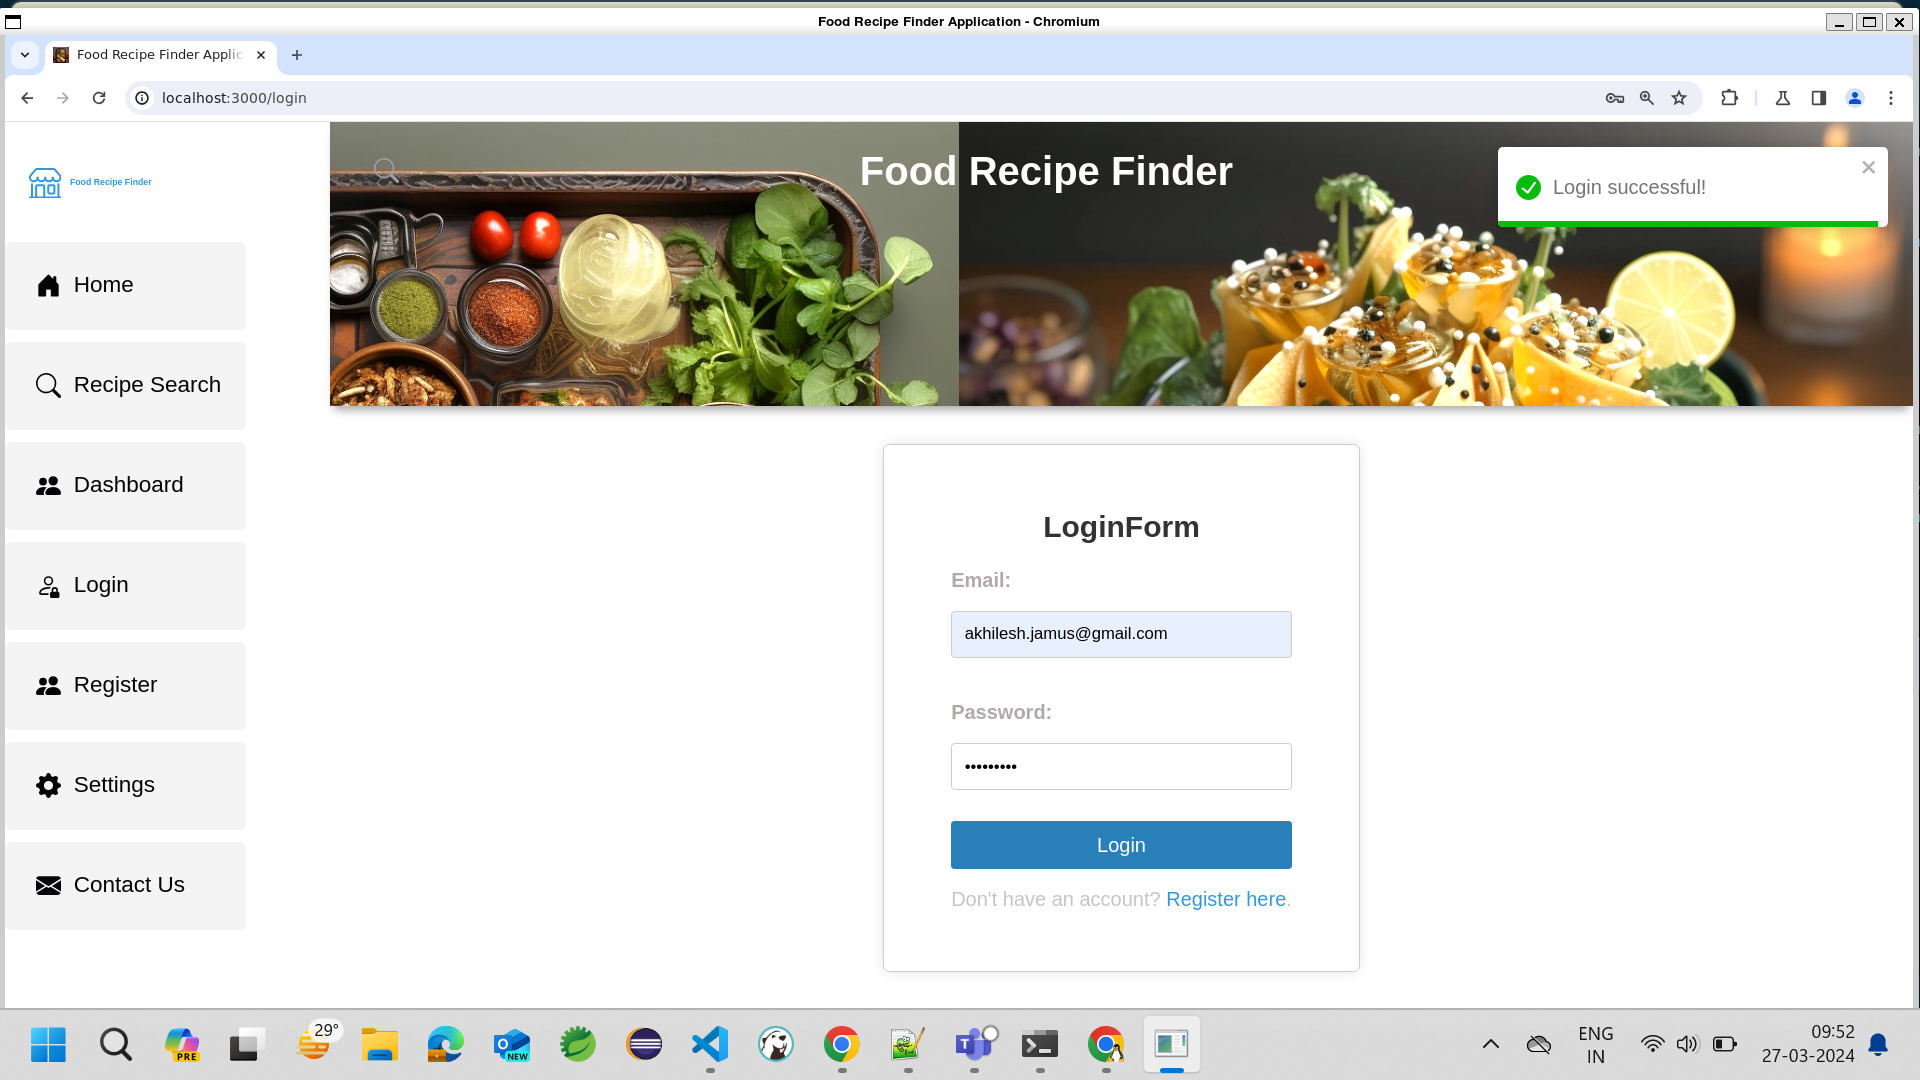 Food Recipe Finder Application - Chromium
Food Recipe Finder Applic
localhost:3000/login
Food Recipe Finder
Food Recipe Finder
Login successful!
Home
Recipe Search
Dashboard
Login
Register
Settings
Contact Us
LoginForm
Email:
akhilesh.jamus@gmail.com
Password:
•••••••••
Login
Don't have an account? Register here.
PRE
29°
NEW
ENG
IN
09:52
27-03-2024